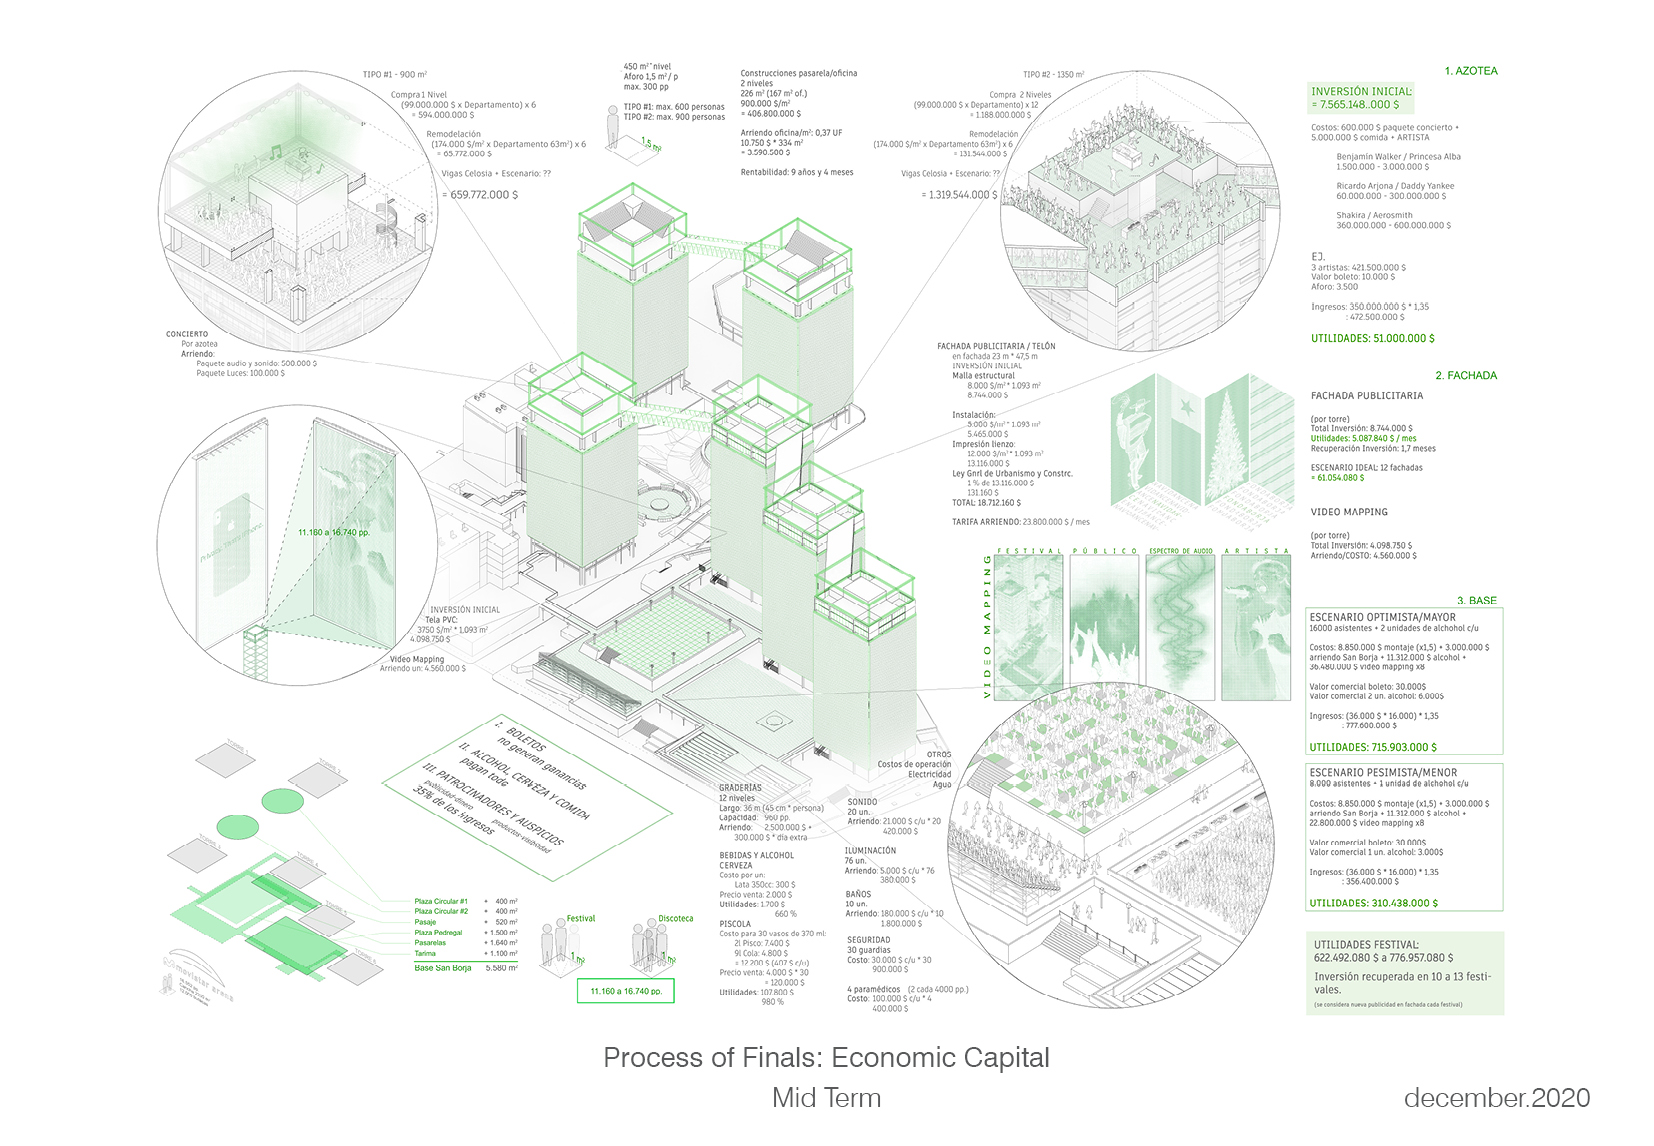 TIPO #1 - 900 m²
Compra 1 Nivel
(99.000.000 $ x Departamento) x 6
= 594.000.000 $
Remodelación
(174.000 $/m² x Departamento 63m²) x 6
= 65.772.000 $
Vigas Celosia + Escenario: ??
= 659.772.000 $
450 m² nivel
Aforo 1,5 m² / p
max. 300 pp
TIPO #1: max. 600 personas
TIPO #2: max. 900 personas
1,5 m²
Construcciones pasarela/oficina
2 niveles
226 m² (167 m² of.)
900.000 $/m²
= 406.800.000 $
Arriendo oficina/m²: 0,37 UF
10.750 $ * 334 m²
= 3.590.500 $
Rentabilidad: 9 años y 4 meses
TIPO #2 - 1350 m²
Compra 2 Niveles
(99.000.000 $ x Departamento) x 12
= 1.188.000.000 $
Remodelación
(174.000 $/m² x Departamento 63m²) x 6
= 131.544.000 $
Vigas Celosia + Escenario: ??
= 1.319.544.000 $
1. AZOTEA
INVERSIÓN INICIAL:
= 7.565.148..000 $
Costos: 600.000 $ paquete concierto +
5.000.000 $ comida + ARTISTA
Benjamin Walker / Princesa Alba
1.500.000 - 3.000.000 $
Ricardo Arjona / Daddy Yankee
60.000.000 - 300.000.000 $
Shakira / Aerosmith
360.000.000 - 600.000.000 $
EJ.
3 artistas: 421.500.000 $
Valor boleto: 10.000 $
Aforo: 3.500
Ingresos: 350.000.000 $ * 1,35
: 472.500.000 $
UTILIDADES: 51.000.000 $
CONCIERTO
Por azotea
Arriendo:
Paquete audio y sonido: 500.000 $
Paquete Luces: 100.000 $
FACHADA PUBLICITARIA / TELÓN
en fachada 23 m * 47,5 m
INVERSIÓN INICIAL
Malla estructural
8.000 $/m² * 1.093 m²
8.744.000 $
Instalación:
5.000 $/m² * 1.093 m²
5.465.000 $
Impresión lienzo:
12.000 $/m² * 1.093 m²
13.116.000 $
Ley Gnrl de Urbanismo y Constrc.
1 % de 13.116.000 $
131.160 $
TOTAL: 18.712.160 $
TARIFA ARRIENDO: 23.800.000 $ / mes
2. FACHADA
FACHADA PUBLICITARIA
(por torre)
Total Inversión: 8.744.000 $
Utilidades: 5.087.840 $ / mes
Recuperación Inversión: 1,7 meses
ESCENARIO IDEAL: 12 fachadas
= 61.054.080 $
VIDEO MAPPING
(por torre)
Total Inversión: 4.098.750 $
Arriendo/COSTO: 4.560.000 $
11.160 a 16.740 pp.
INVERSIÓN INICIAL
Tela PVC:
3750 $/m² * 1.093 m²
4.098.750 $
Video Mapping
Arriendo un: 4.560.000 $
VIDEO MAPPING
FESTIVAL
PÚBLICO
ESPECTRO DE AUDIO
ARTISTA
3. BASE
ESCENARIO OPTIMISTA/MAYOR
16000 asistentes + 2 unidades de alchohol c/u
Costos: 8.850.000 $ montaje (x1,5) + 3.000.000 $
arriendo San Borja + 11.312.000 $ alcohol +
36.480.000 $ video mapping x8
Valor comercial boleto: 30.000$
Valor comercial 2 un. alcohol: 6.000$
Ingresos: (36.000 $ * 16.000) * 1,35
: 777.600.000 $
UTILIDADES: 715.903.000 $
ESCENARIO PESIMISTA/MENOR
8.000 asistentes + 1 unidad de alchohol c/u
Costos: 8.850.000 $ montaje (x1,5) + 3.000.000 $
arriendo San Borja + 11.312.000 $ alcohol +
22.800.000 $ video mapping x8
Valor comercial boleto: 30.000$
Valor comercial 1 un. alcohol: 3.000$
Ingresos: (36.000 $ * 16.000) * 1,35
: 356.400.000 $
UTILIDADES: 310.438.000 $
UTILIDADES FESTIVAL:
622.492.080 $ a 776.957.080 $
Inversión recuperada en 10 a 13 festi-
vales.
(se considera nueva publicidad en fachada cada festival)
I. BOLETOS
no generan ganancias
II. ALCOHOL, CERVEZA Y COMIDA
pagan todo
III. PATROCINADORES Y AUSPICIOS
publicidad-dinero
productos-visibilidad
35% de los ingresos
OTROS
Costos de operación
Electricidad
Agua
GRADERIAS
12 niveles
Largo: 36 m (45 cm * persona)
Capacidad: 960 pp.
Arriendo: 2,500.000 $ +
300.000 $ * dia extra
BEBIDAS Y ALCOHOL
CERVEZA
Costo por un:
Lata 350cc: 300 $
Precio venta: 2.000 $
Utilidades: 1.700 $
660 %
PISCOLA
Costo para 30 vasos de 370 ml:
2l Pisco: 7.400 $
9l Cola: 4.800 $
= 12.200 $ (407 $ c/u)
Precio venta: 4.000 $ * 30
= 120.000 $
Utilidades: 107.800 $
980 %
SONIDO
20 un.
Arriendo: 21.000 $ c/u * 20
420.000 $
ILUMINACIÓN
76 un.
Arriendo: 5.000 $ c/u * 76
380.000 $
BAÑOS
10 un.
Arriendo: 180.000 $ c/u * 10
1.800.000 $
SEGURIDAD
30 guardias
Costo: 30.000 $ c/u * 30
900.000 $
4 paramédicos (2 cada 4000 pp.)
Costo: 100.000 $ c/u * 4
400.000 $
Plaza Circular #1 + 400 m²
Plaza Circular #2 + 400 m²
Pasaje + 520 m²
Plaza Pedregal + 1.500 m²
Pasarelas + 1.640 m²
Tarima + 1.100 m²
Base San Borja 5.580 m²
movistar arena
Festival
1 m²
Discoteca
1 m²
11.160 a 16.740 pp.
Process of Finals: Economic Capital
Mid Term
december.2020